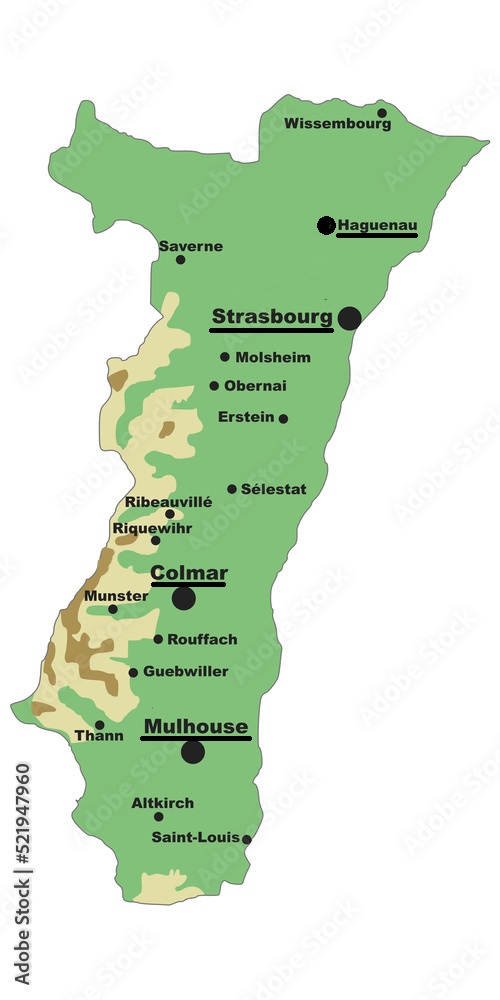 Wissembourg
Haguenau
Saverne
Strasbourg
Molsheim
Obernai
Erstein
Sélestat
Ribeauvillé
Riquewihr
Colmar
Munster
Rouffach
Guebwiller
Mulhouse
Thann
Altkirch
Saint-Louis
Adobe Stock | #521947960